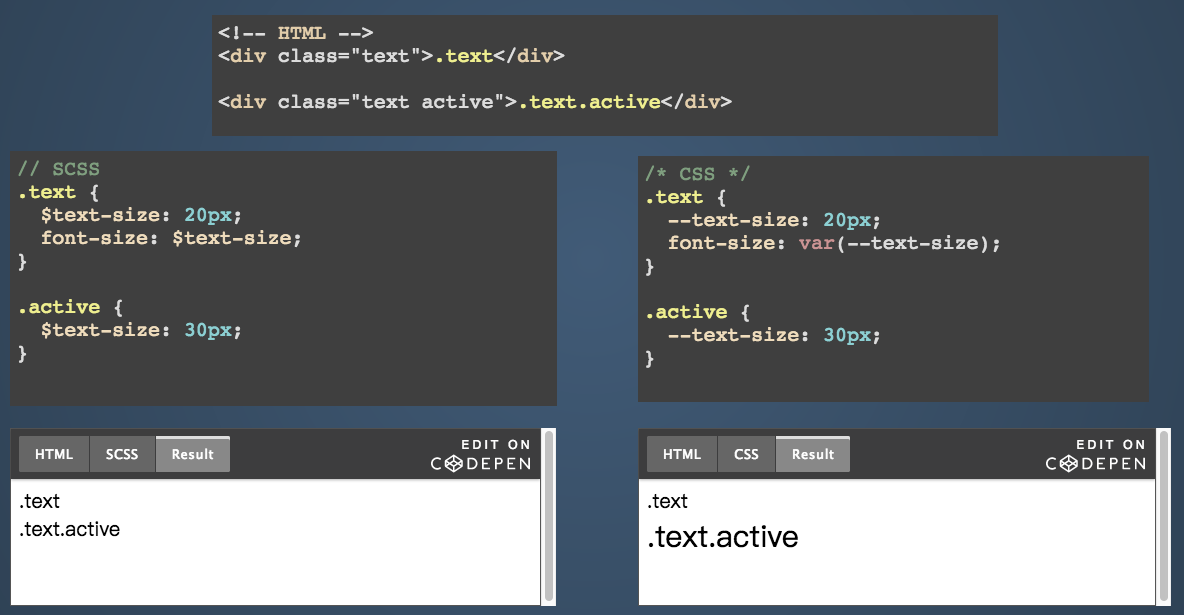 <!-- HTML -->
<div class="text">.text</div>
<div class="text active">.text.active</div>
// SCSS
.text {
  $text-size: 20px;
  font-size: $text-size;
}
.active {
  $text-size: 30px;
}
/* CSS */
.text {
  --text-size: 20px;
  font-size: var(--text-size);
}
.active {
  --text-size: 30px;
}
HTML SCSS Result
EDIT ON
CODEPEN
.text
.text.active
HTML CSS Result
EDIT ON
CODEPEN
.text
.text.active